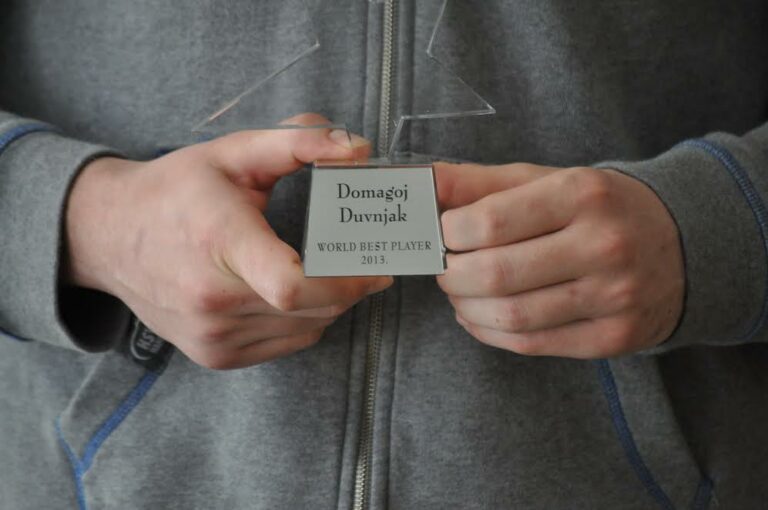 Domagoj
Duvnjak
WORLD BEST PLAYER
2013.